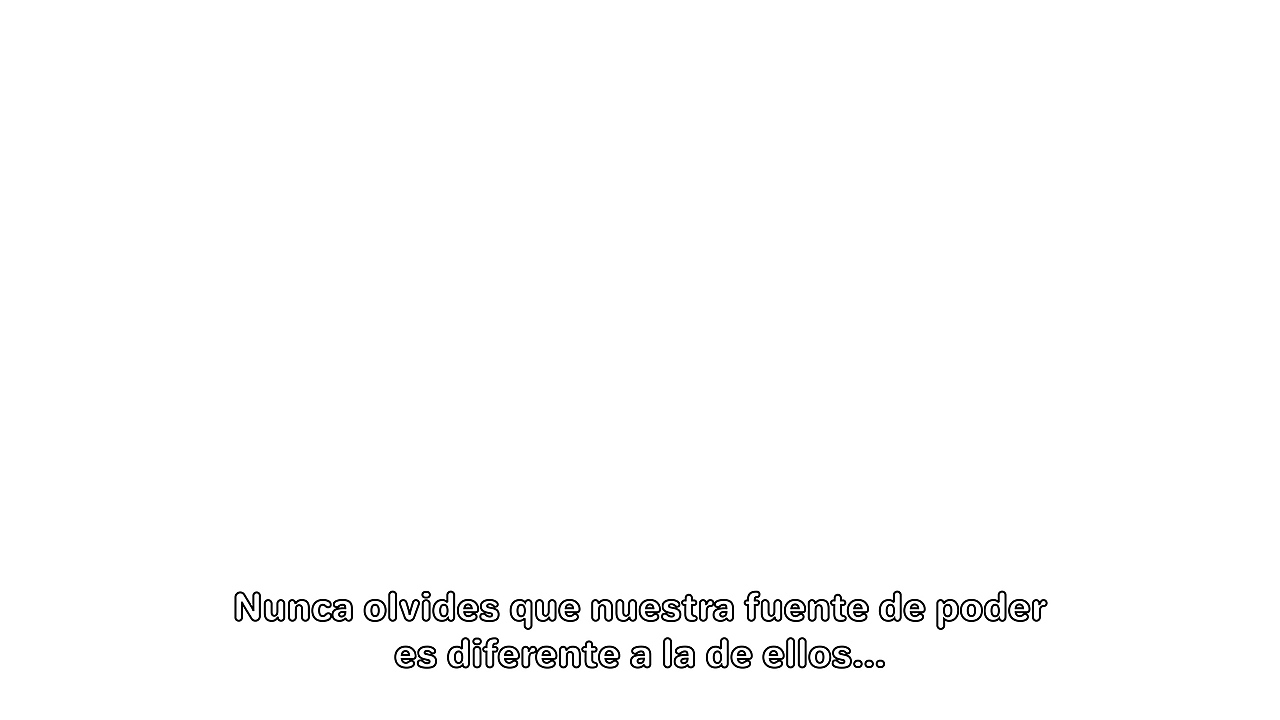 Nunca olvides que nuestra fuente de poder
es diferente a la de ellos...